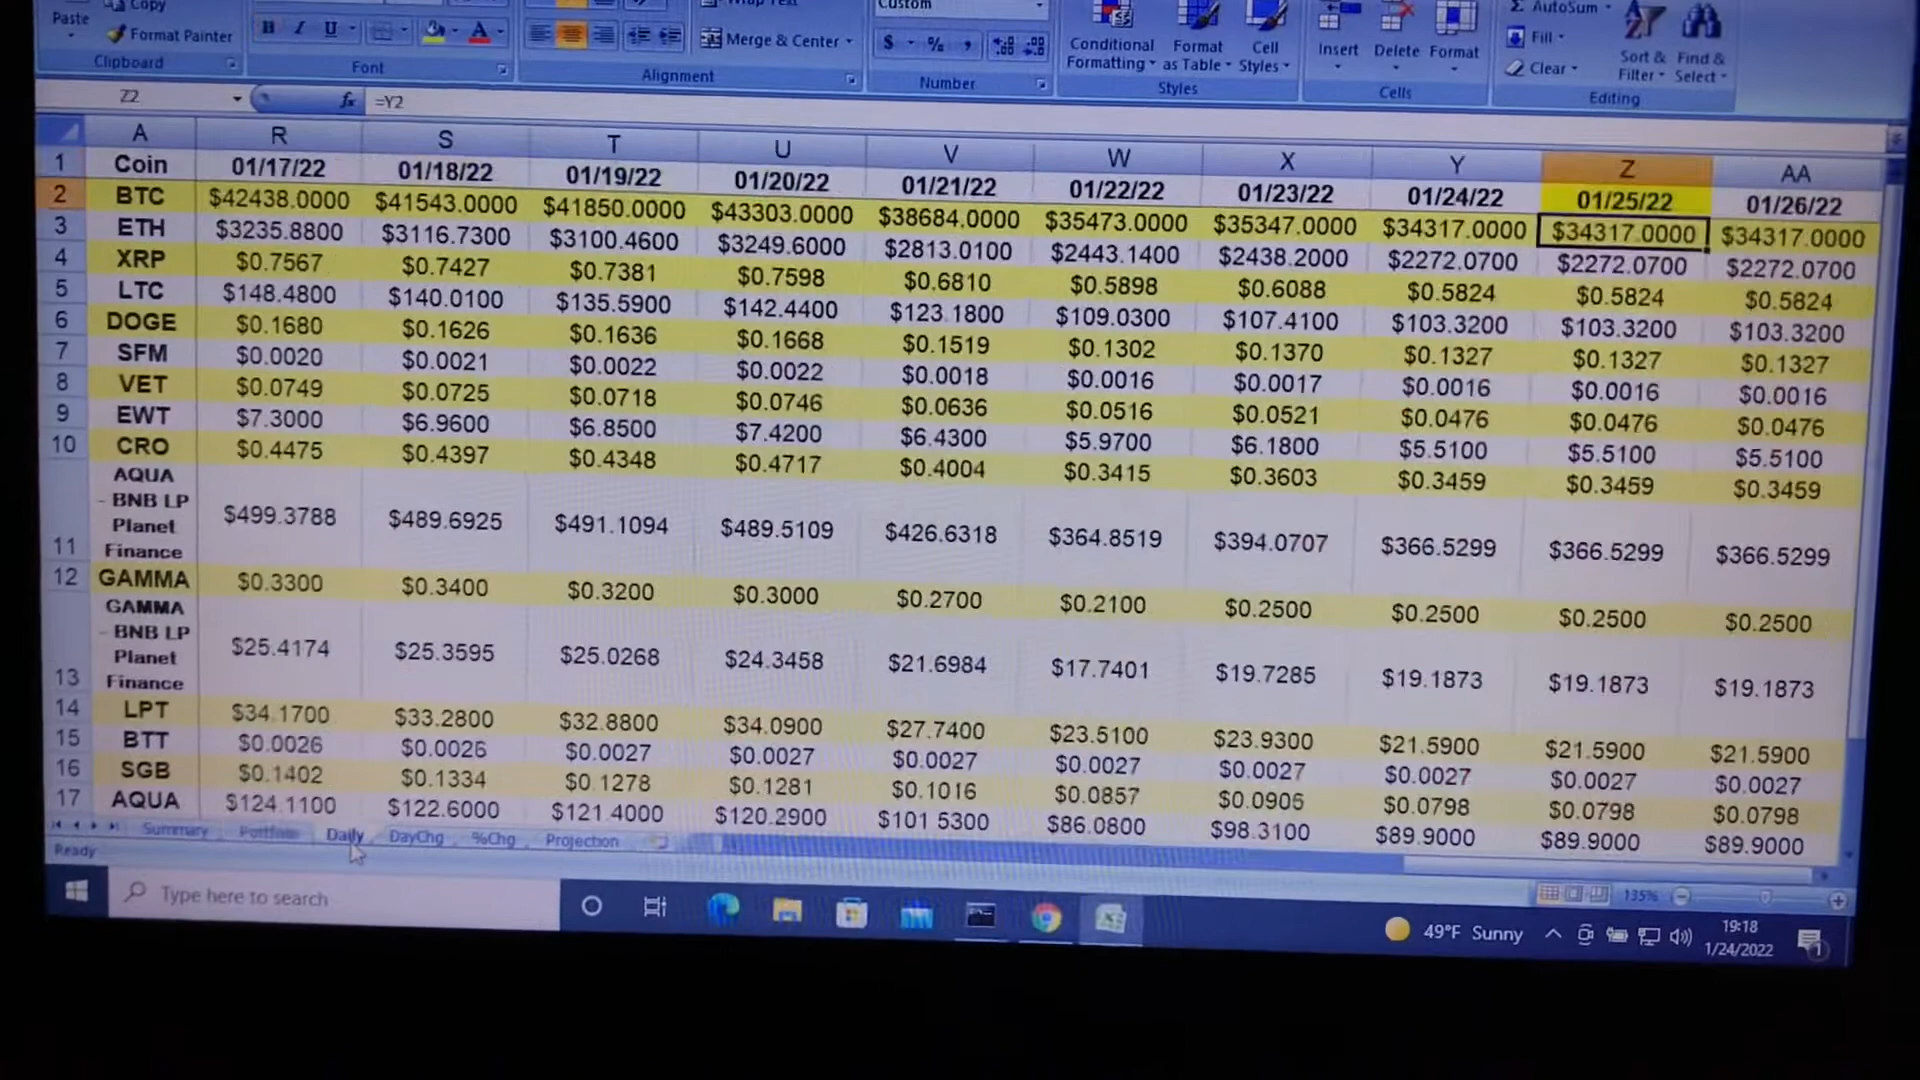 Paste Copy Format Painter Clipboard
B I U A Font
Merge & Center Alignment
Custom $ % , Number
Conditional Formatting Format as Table Cell Styles Styles
Insert Delete Format Cells
Σ AutoSum Fill Clear Sort & Filter Find & Select Editing
Z2 fx =Y2
A R S T U V W X Y Z AA
1 Coin 01/17/22 01/18/22 01/19/22 01/20/22 01/21/22 01/22/22 01/23/22 01/24/22 01/25/22 01/26/22
2 BTC $42438.0000 $41543.0000 $41850.0000 $43303.0000 $38684.0000 $35473.0000 $35347.0000 $34317.0000 $34317.0000 $34317.0000
3 ETH $3235.8800 $3116.7300 $3100.4600 $3249.6000 $2813.0100 $2443.1400 $2438.2000 $2272.0700 $2272.0700 $2272.0700
4 XRP $0.7567 $0.7427 $0.7381 $0.7598 $0.6810 $0.5898 $0.6088 $0.5824 $0.5824 $0.5824
5 LTC $148.4800 $140.0100 $135.5900 $142.4400 $123.1800 $109.0300 $107.4100 $103.3200 $103.3200 $103.3200
6 DOGE $0.1680 $0.1626 $0.1636 $0.1668 $0.1519 $0.1302 $0.1370 $0.1327 $0.1327 $0.1327
7 SFM $0.0020 $0.0021 $0.0022 $0.0022 $0.0018 $0.0016 $0.0017 $0.0016 $0.0016 $0.0016
8 VET $0.0749 $0.0725 $0.0718 $0.0746 $0.0636 $0.0516 $0.0521 $0.0476 $0.0476 $0.0476
9 EWT $7.3000 $6.9600 $6.8500 $7.4200 $6.4300 $5.9700 $6.1800 $5.5100 $5.5100 $5.5100
10 CRO $0.4475 $0.4397 $0.4348 $0.4717 $0.4004 $0.3415 $0.3603 $0.3459 $0.3459 $0.3459
11 AQUA - BNB LP Planet Finance $499.3788 $489.6925 $491.1094 $489.5109 $426.6318 $364.8519 $394.0707 $366.5299 $366.5299 $366.5299
12 GAMMA $0.3300 $0.3400 $0.3200 $0.3000 $0.2700 $0.2100 $0.2500 $0.2500 $0.2500 $0.2500
13 GAMMA - BNB LP Planet Finance $25.4174 $25.3595 $25.0268 $24.3458 $21.6984 $17.7401 $19.7285 $19.1873 $19.1873 $19.1873
14 LPT $34.1700 $33.2800 $32.8800 $34.0900 $27.7400 $23.5100 $23.9300 $21.5900 $21.5900 $21.5900
15 BTT $0.0026 $0.0026 $0.0027 $0.0027 $0.0027 $0.0027 $0.0027 $0.0027 $0.0027 $0.0027
16 SGB $0.1402 $0.1334 $0.1278 $0.1281 $0.1016 $0.0857 $0.0905 $0.0798 $0.0798 $0.0798
17 AQUA $124.1100 $122.6000 $121.4000 $120.2900 $101.5300 $86.0800 $98.3100 $89.9000 $89.9000 $89.9000
Summary Portfolio Daily DayChg %Chg Projection
Ready 135%
Type here to search 49°F Sunny 19:18
1/24/2022 1